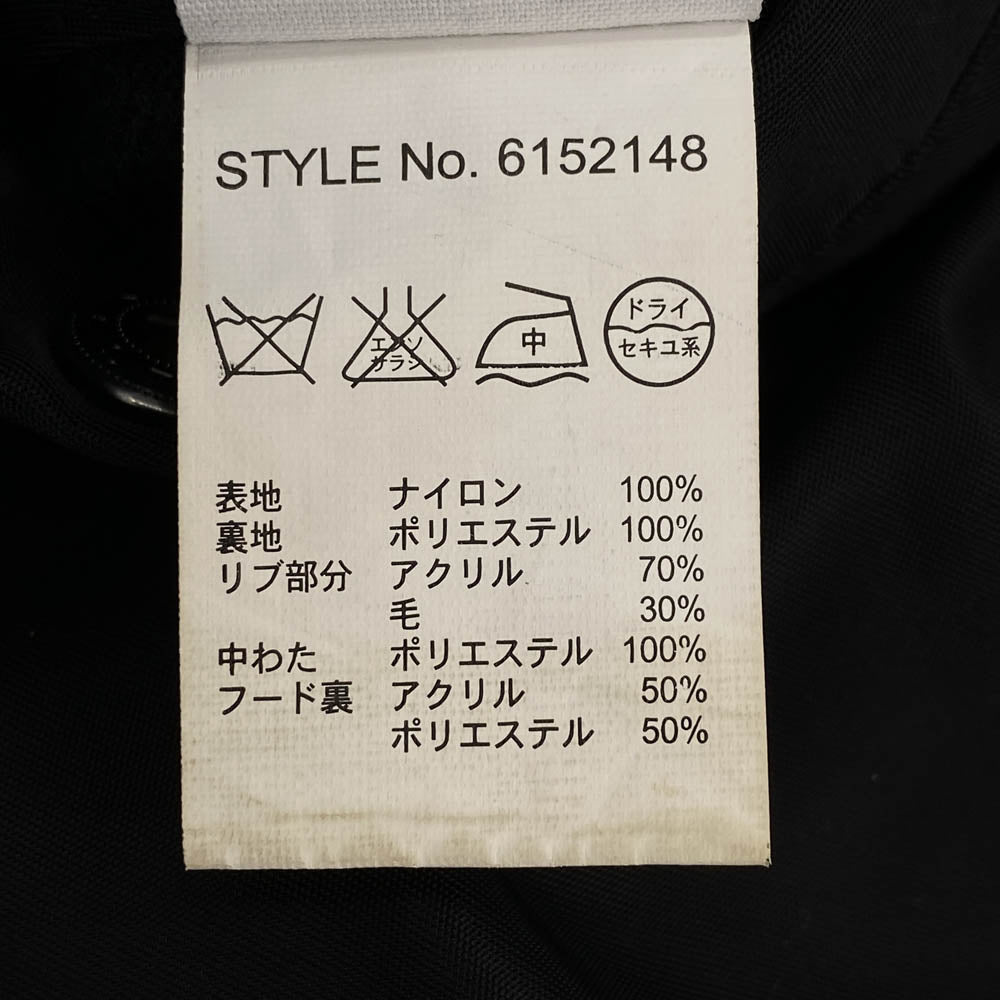 STYLE No. 6152148
エンソ
サラシ
中
ドライ
セキユ系
表地 ナイロン 100%
裏地 ポリエステル 100%
リブ部分 アクリル 70%
毛 30%
中わた ポリエステル 100%
フード裏 アクリル 50%
ポリエステル 50%